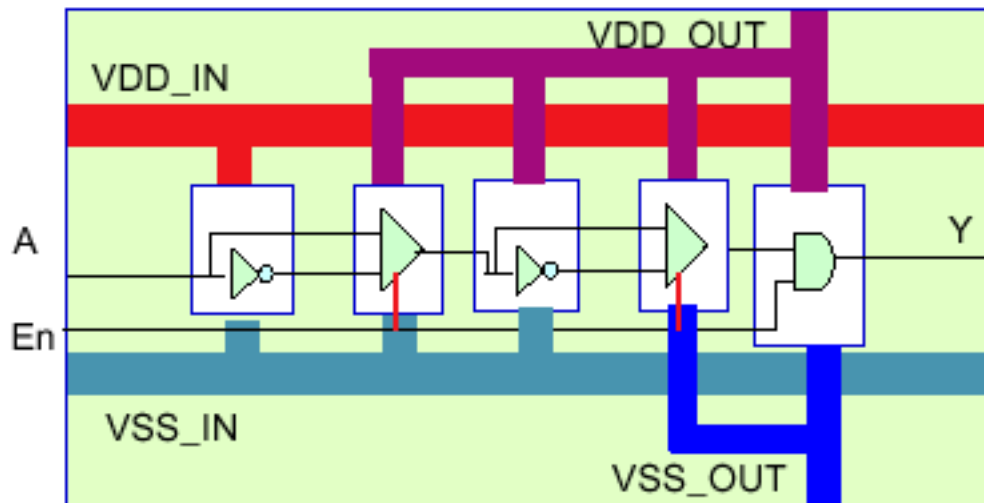 VDD_OUT
VDD_IN
A
Y
En
VSS_IN
VSS_OUT